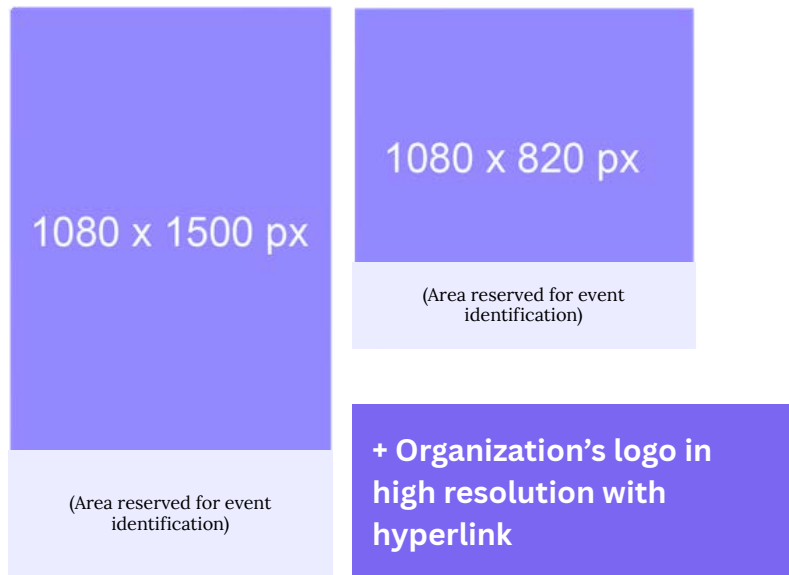 1080 x 1500 px
(Area reserved for event
identification)
1080 x 820 px
(Area reserved for event
identification)
+ Organization’s logo in
high resolution with
hyperlink